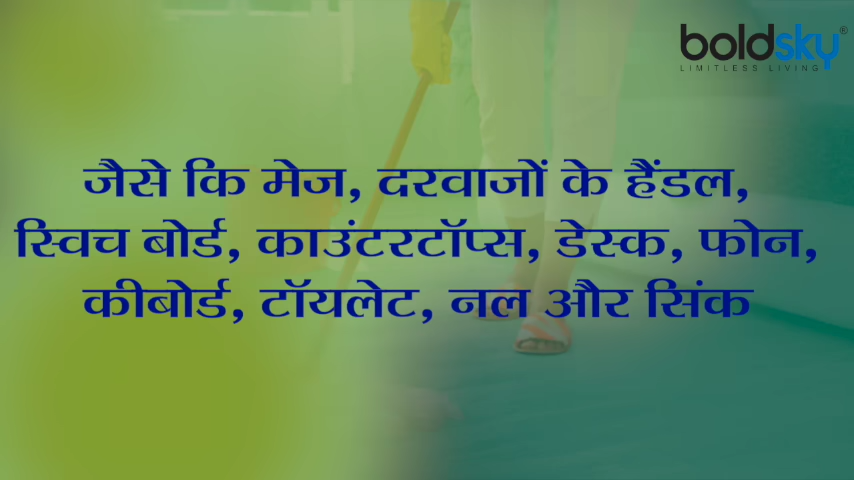 boldsky®
LIMITLESS LIVING
जैसे कि मेज, दरवाजों के हैंडल,
स्विच बोर्ड, काउंटरटॉप्स, डेस्क, फोन,
कीबोर्ड, टॉयलेट, नल और सिंक